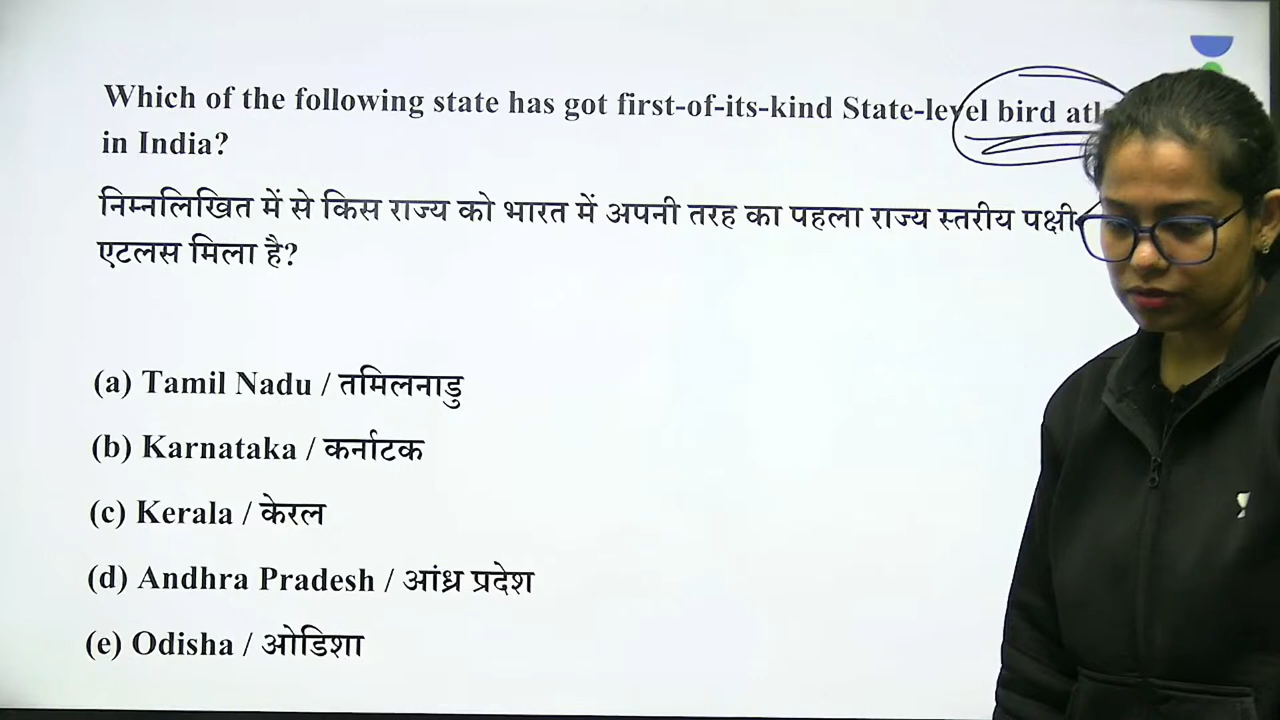 Which of the following state has got first-of-its-kind State-level bird
in India?
निम्नलिखित में से किस राज्य को भारत में अपनी तरह का पहला राज्य स्तरीय पक्षी
एटलस मिला है?
(a) Tamil Nadu / तमिलनाडु
(b) Karnataka / कर्नाटक
(c) Kerala / केरल
(d) Andhra Pradesh / आंध्र प्रदेश
(e) Odisha / ओडिशा